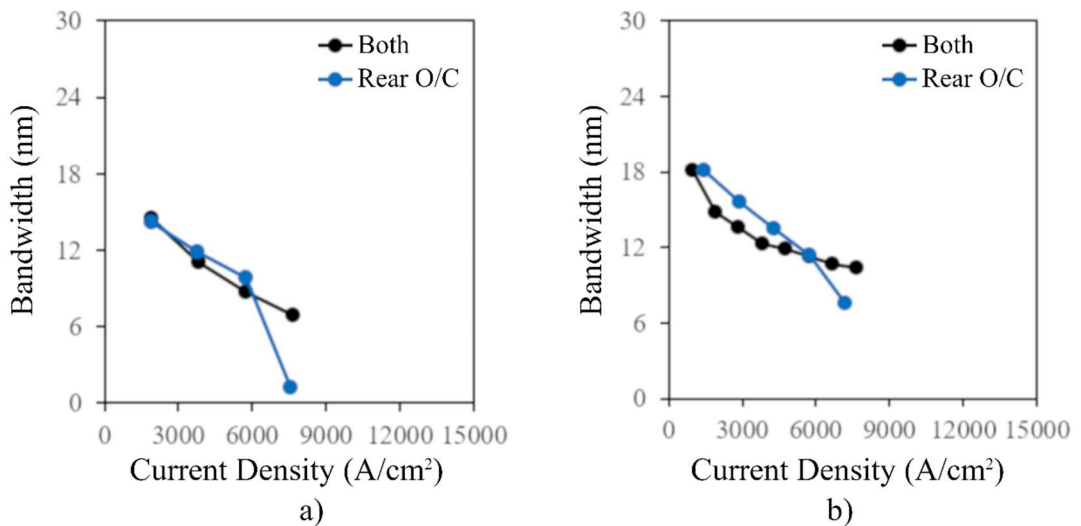 30
24
18
12
6
0
Bandwidth (nm)
Both
Rear O/C
0 3000 6000 9000 12000 15000
Current Density (A/cm²)
a)
30
24
18
12
6
0
Bandwidth (nm)
Both
Rear O/C
0 3000 6000 9000 12000 15000
Current Density (A/cm²)
b)